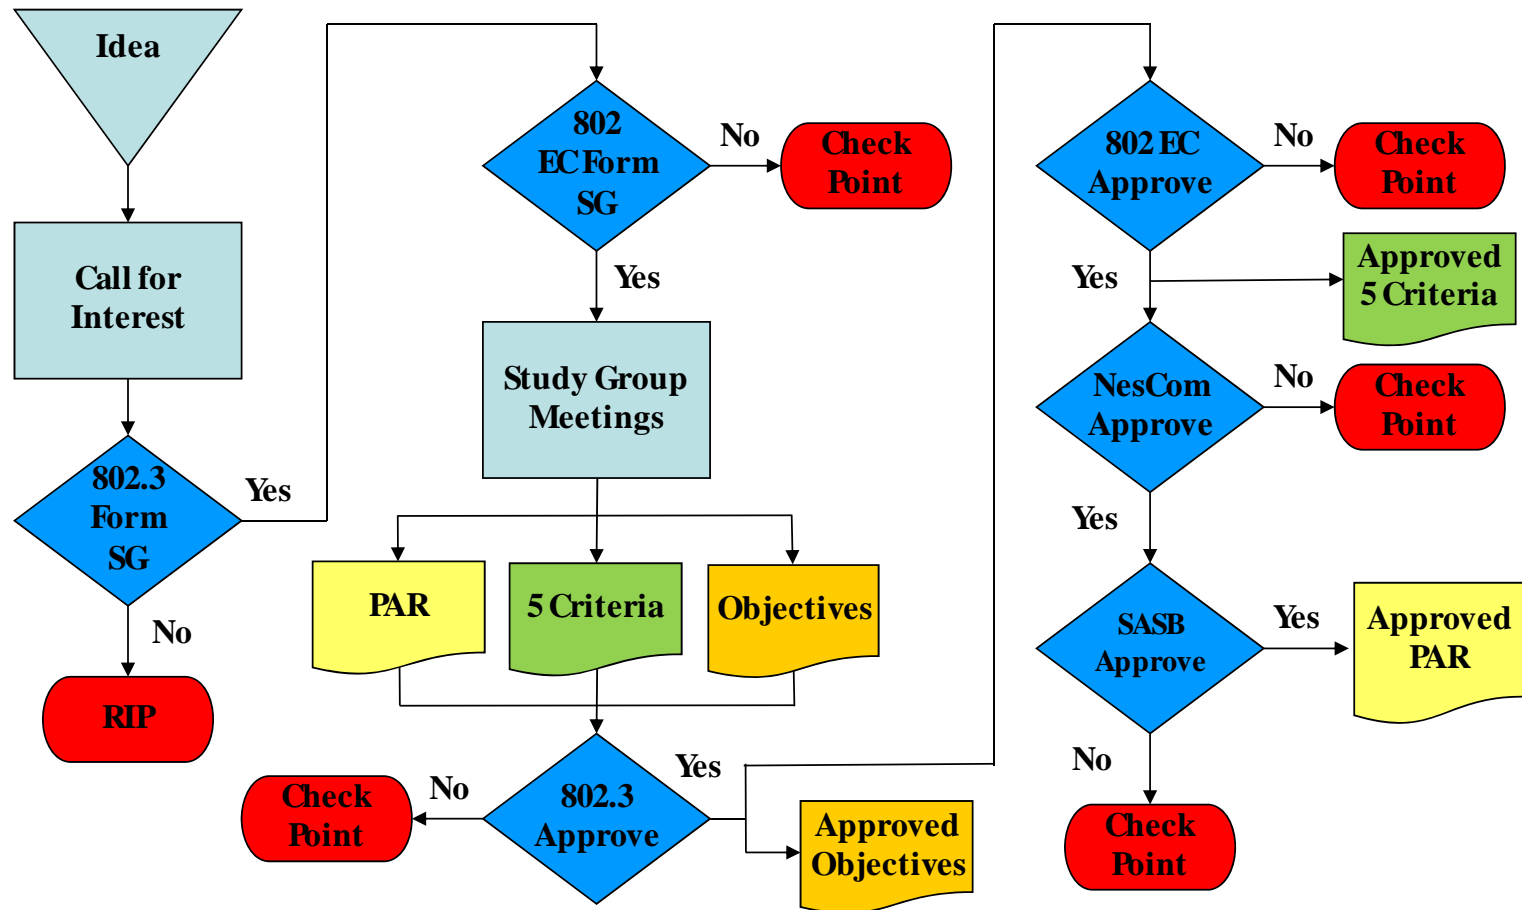 Idea
Call for
Interest
802.3
Form
SG
Yes
No
RIP
802
EC Form
SG
No
Check
Point
Yes
Study Group
Meetings
PAR
5 Criteria
Objectives
802.3
Approve
No
Check
Point
Yes
Approved
Objectives
802 EC
Approve
No
Check
Point
Yes
Approved
5 Criteria
NesCom
Approve
No
Check
Point
Yes
SASB
Approve
Yes
Approved
PAR
No
Check
Point